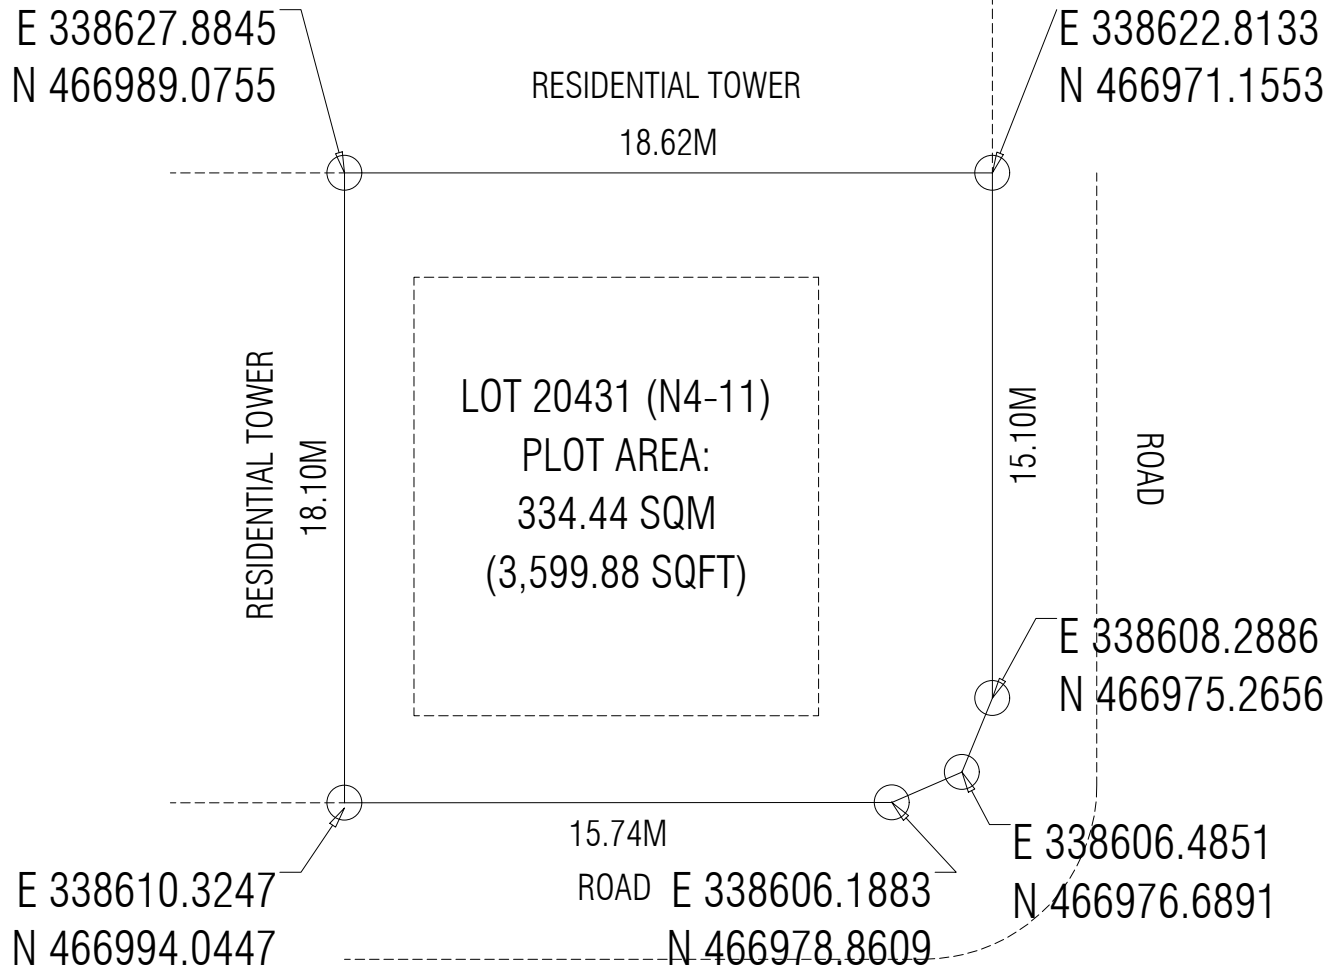 E 338627.8845
N 466989.0755
E 338622.8133
N 466971.1553
RESIDENTIAL TOWER
18.62M
RESIDENTIAL TOWER
18.10M
LOT 20431 (N4-11)
PLOT AREA:
334.44 SQM
(3,599.88 SQFT)
15.10M
ROAD
E 338608.2886
N 466975.2656
15.74M
ROAD
E 338606.4851
N 466976.6891
E 338610.3247
N 466994.0447
E 338606.1883
N 466978.8609